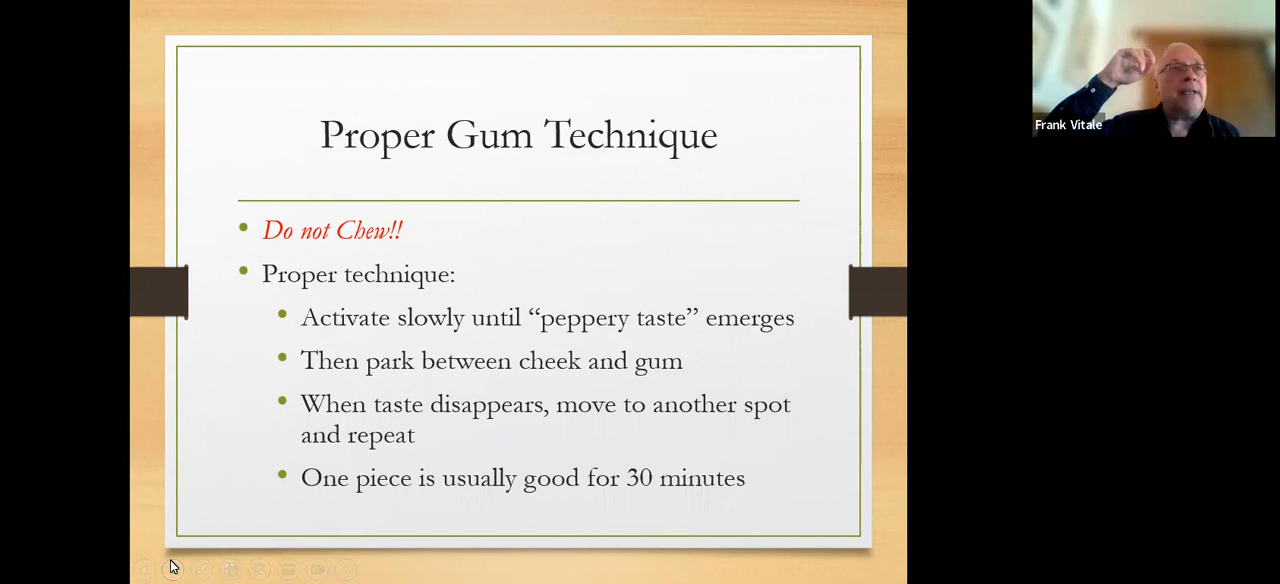 Proper Gum Technique
Do not Chew!!
Proper technique:
Activate slowly until “peppery taste” emerges
Then park between cheek and gum
When taste disappears, move to another spot
and repeat
One piece is usually good for 30 minutes
Frank Vitale